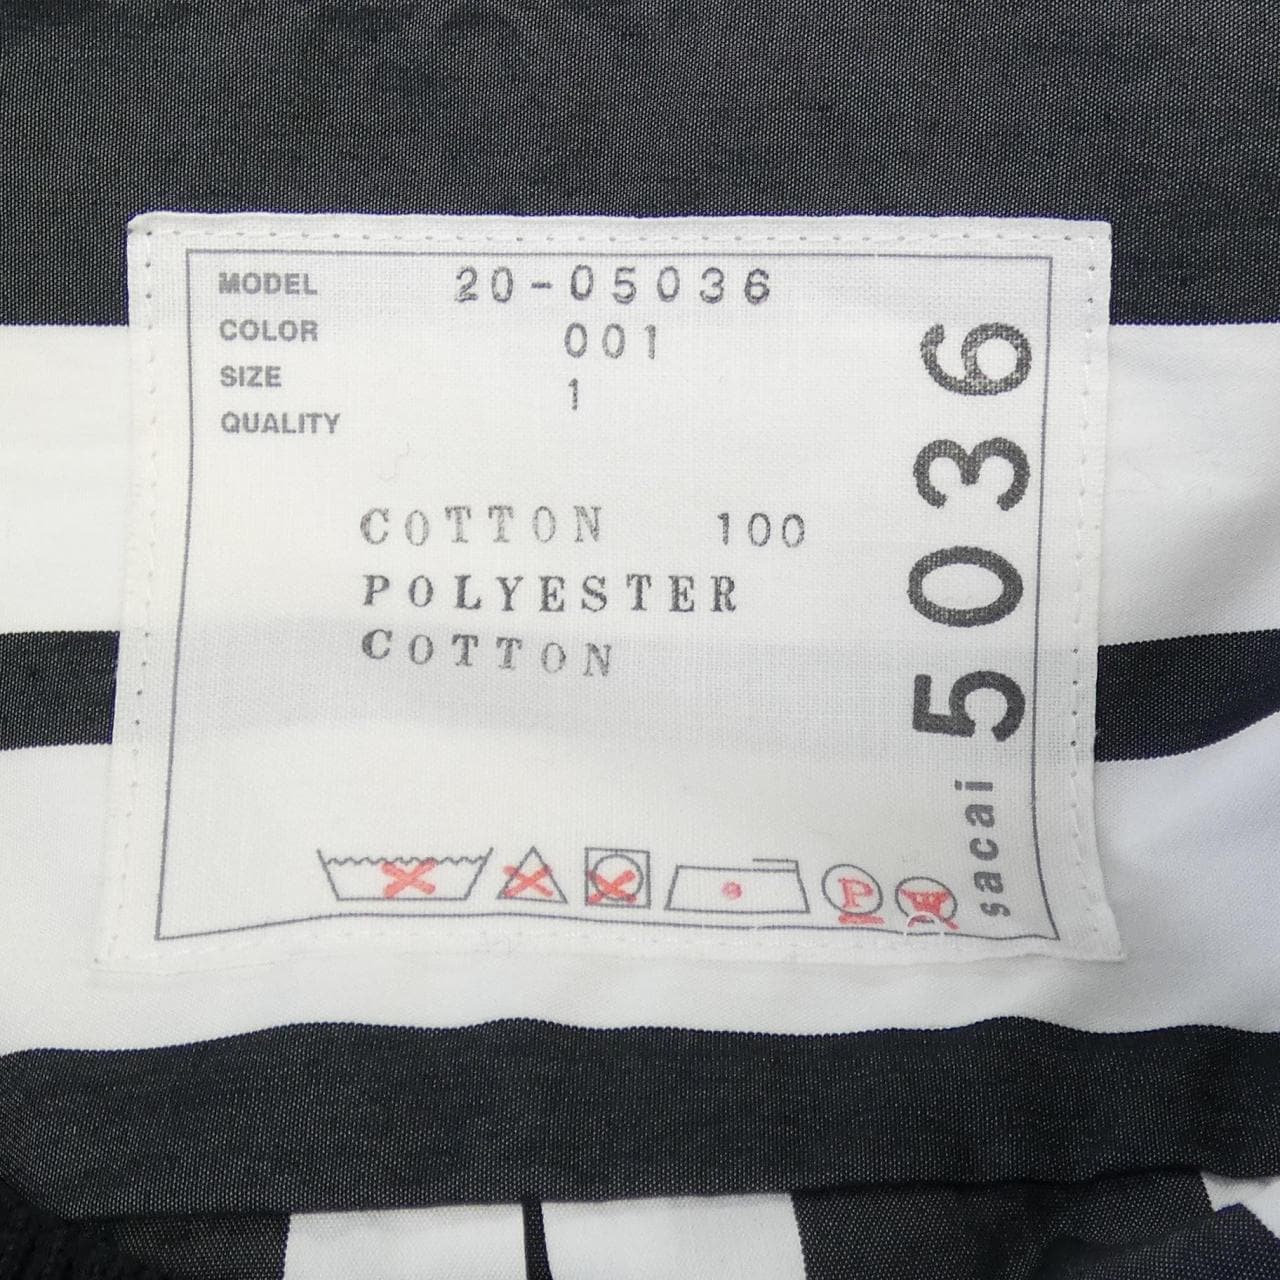 MODEL 20-05036
COLOR 001
SIZE 1
QUALITY
COTTON 100
POLYESTER
COTTON
P
W
sacai 5036